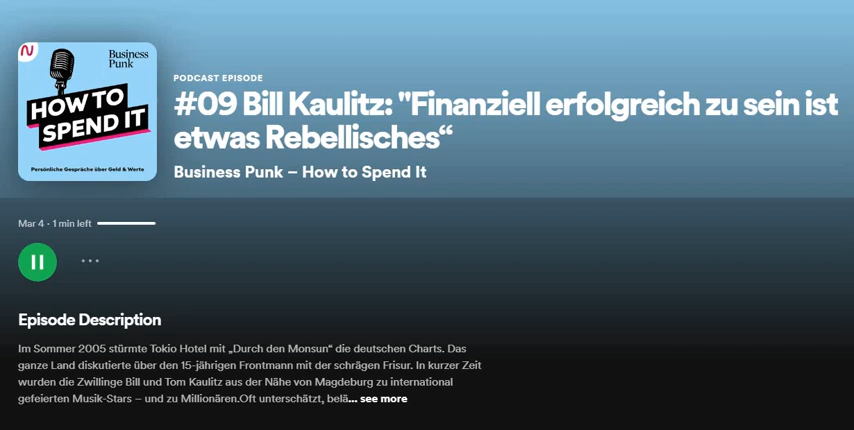 N
Business
Punk
HOW TO
SPEND IT
Persönliche Gespräche über Geld & Werte
PODCAST EPISODE
#09 Bill Kaulitz: "Finanziell erfolgreich zu sein ist
etwas Rebellisches“
Business Punk – How to Spend It
Mar 4 · 1 min left
Episode Description
Im Sommer 2005 stürmte Tokio Hotel mit „Durch den Monsun“ die deutschen Charts. Das
ganze Land diskutierte über den 15-jährigen Frontmann mit der schrägen Frisur. In kurzer Zeit
wurden die Zwillinge Bill und Tom Kaulitz aus der Nähe von Magdeburg zu international
gefeierten Musik-Stars – und zu Millionären.Oft unterschätzt, belä... see more